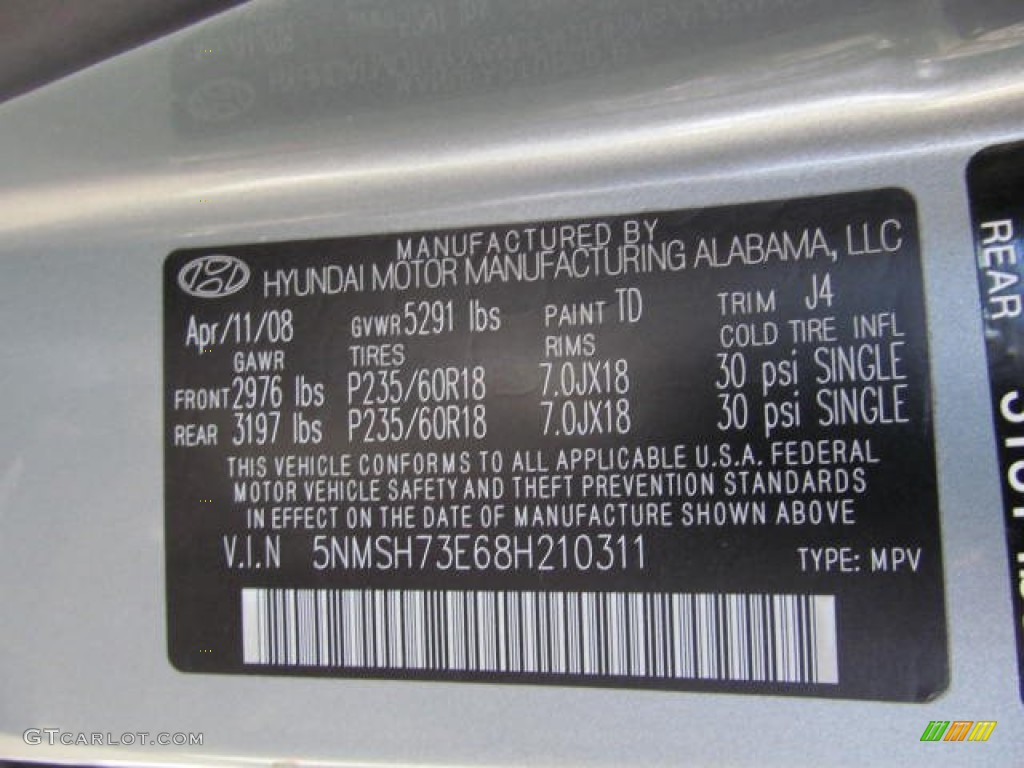 MANUFACTURED BY
HYUNDAI MOTOR MANUFACTURING ALABAMA, LLC
Apr/11/08 GVWR 5291 lbs PAINT TD TRIM J4
GAWR TIRES RIMS COLD TIRE INFL
FRONT 2976 lbs P235/60R18 7.0JX18 30 psi SINGLE
REAR 3197 lbs P235/60R18 7.0JX18 30 psi SINGLE
THIS VEHICLE CONFORMS TO ALL APPLICABLE U.S.A. FEDERAL
MOTOR VEHICLE SAFETY AND THEFT PREVENTION STANDARDS
IN EFFECT ON THE DATE OF MANUFACTURE SHOWN ABOVE
V.I.N 5NMSH73E68H210311 TYPE: MPV
REAR
GTCARLOT.COM